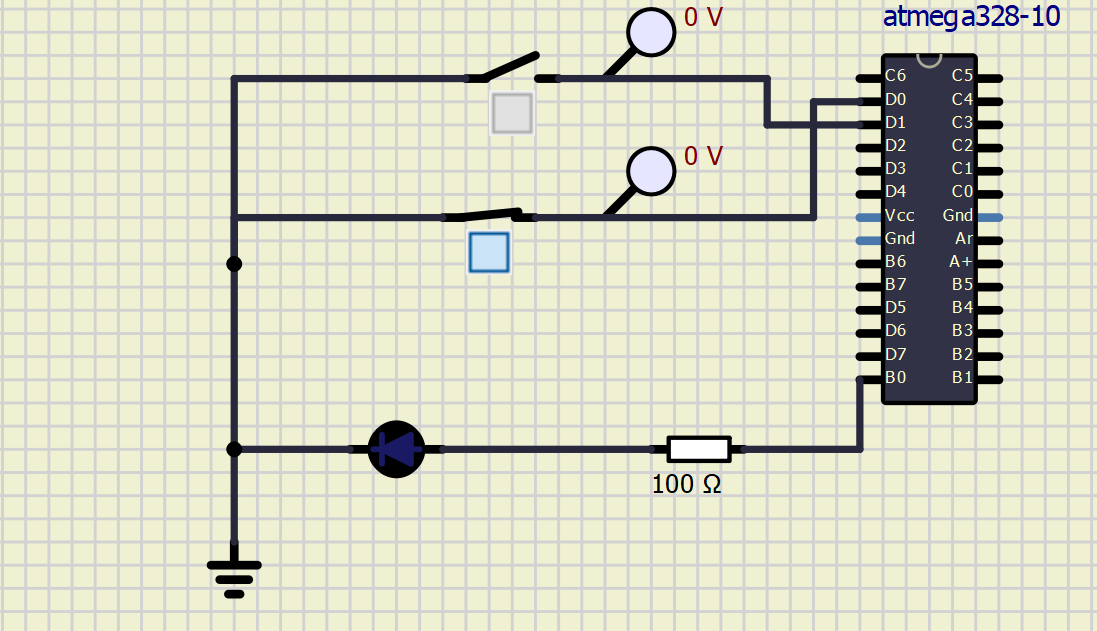 0 V
atmega328-10
0 V
C6 C5
D0 C4
D1 C3
D2 C2
D3 C1
D4 C0
Vcc Gnd
Gnd Ar
B6 A+
B7 B5
D5 B4
D6 B3
D7 B2
B0 B1
100 Ω